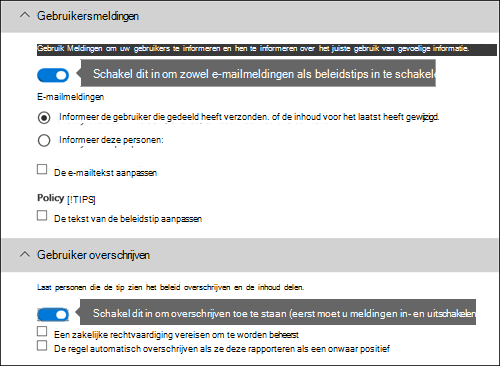 Gebruikersmeldingen
Gebruik Meldingen om uw gebruikers te informeren en hen te informeren over het juiste gebruik van gevoelige informatie.
Schakel dit in om zowel e-mailmeldingen als beleidstips in te schakele
E-mailmeldingen
Informeer de gebruiker die gedeeld heeft verzonden. of de inhoud voor het laatst heeft gewijzigd.
Informeer deze personen:
De e-mailtekst aanpassen
Policy [!TIPS]
De tekst van de beleidstip aanpassen
Gebruiker overschrijven
Laat personen die de tip zien het beleid overschrijven en de inhoud delen.
Schakel dit in om overschrijven toe te staan (eerst moet u meldingen in- en uitschakelen
Een zakelijke rechtvaardiging vereisen om te worden beheerst
De regel automatisch overschrijven als ze deze rapporteren als een onwaar positief